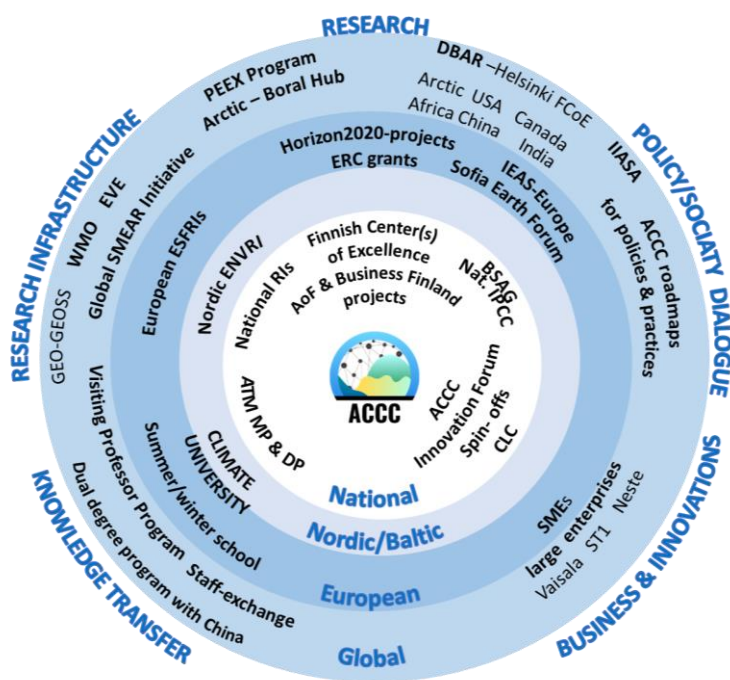 RESEARCH
PEEX Program
Arctic – Boral Hub
DBAR –Helsinki FCoE
Arctic USA Canada
Africa China India
IIASA
POLICY/SOCIATY DIALOGUE
ACCC roadmaps
for policies & practices
RESEARCH INFRASTRUCTURE
WMO EVE
Global SMEAR Initiative
GEO-GEOSS
Horizon2020-projects
ERC grants
IEAS-Europe
Sofia Earth Forum
European ESFRIs
Nordic ENVRI/
National RIs
Finnish Center(s)
of Excellence
AoF & Business Finland
projects
BSAG
Nat. IPCC
ACCC
ATM MP & DP
ACCC
Innovation Forum
Spin- offs
CLC
CLIMATE
UNIVERSITY
Summer/winter school
Visiting Professor Program Staff-exchange
Dual degree program with China
KNOWLEDGE TRANSFER
SMEs
large enterprises
Vaisala ST1 Neste
BUSINESS & INNOVATIONS
National
Nordic/Baltic
European
Global